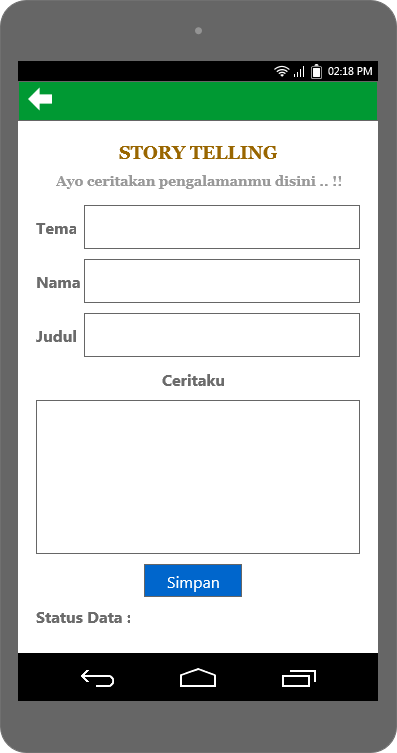 02:18 PM
STORY TELLING
Ayo ceritakan pengalamanmu disini .. !!
Tema
Nama
Judul
Ceritaku
Simpan
Status Data :